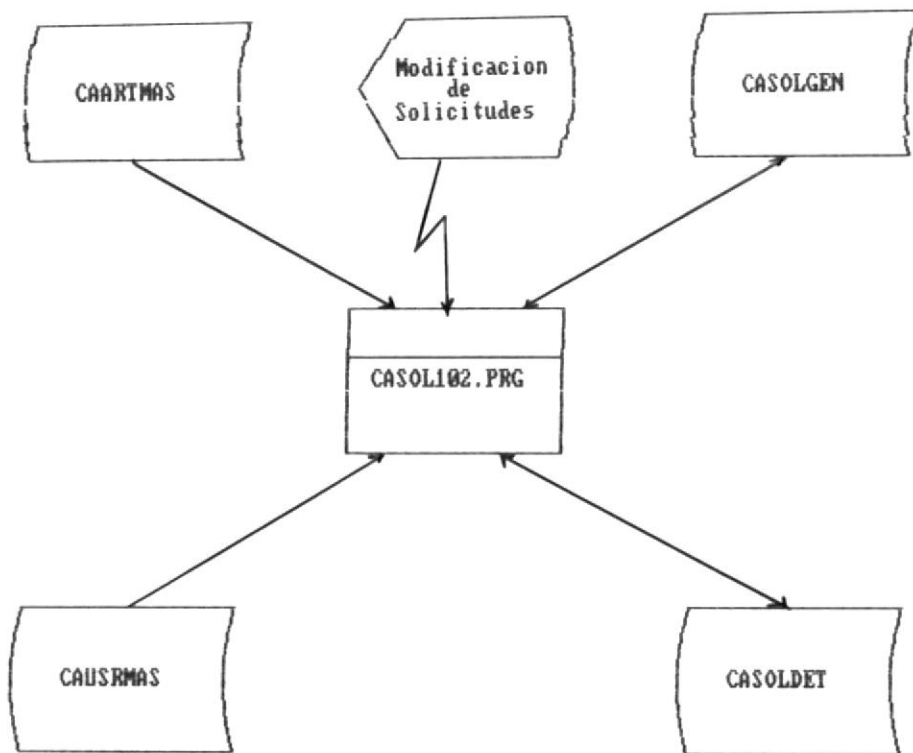 CAARTMAS
Modificacion
de
Solicitudes
CASOLGEN
CASOL102.PRG
CAUSRMAS
CASOLDET